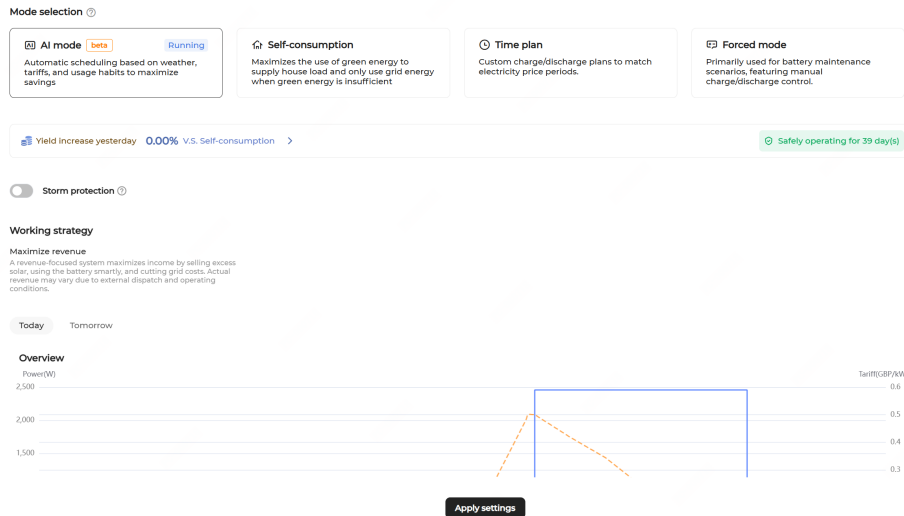 Mode selection
AI mode beta Running
Automatic scheduling based on weather,
tariffs, and usage habits to maximize
savings
Self-consumption
Maximizes the use of green energy to
supply house load and only use grid energy
when green energy is insufficient
Time plan
Custom charge/discharge plans to match
electricity price periods.
Forced mode
Primarily used for battery maintenance
scenarios, featuring manual
charge/discharge control.
Yield increase yesterday 0.00% V.S. Self-consumption
Safely operating for 39 day(s)
Storm protection
Working strategy
Maximize revenue
A revenue-focused system maximizes income by selling excess
solar, using the battery smartly, and cutting grid costs. Actual
revenue may vary due to external dispatch and operating
conditions.
Today Tomorrow
Overview
Power(W) Tariff(GBP/kW
2,500 0.6
0.5
2,000
0.4
1,500
0.3
Apply settings